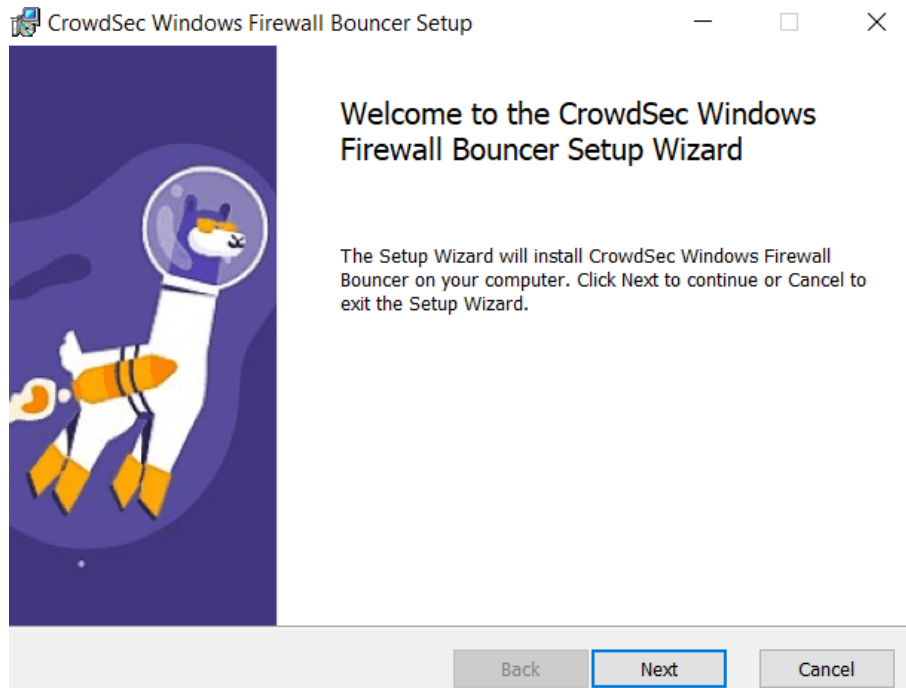 CrowdSec Windows Firewall Bouncer Setup
Welcome to the CrowdSec Windows
Firewall Bouncer Setup Wizard
The Setup Wizard will install CrowdSec Windows Firewall
Bouncer on your computer. Click Next to continue or Cancel to
exit the Setup Wizard.
Back
Next
Cancel